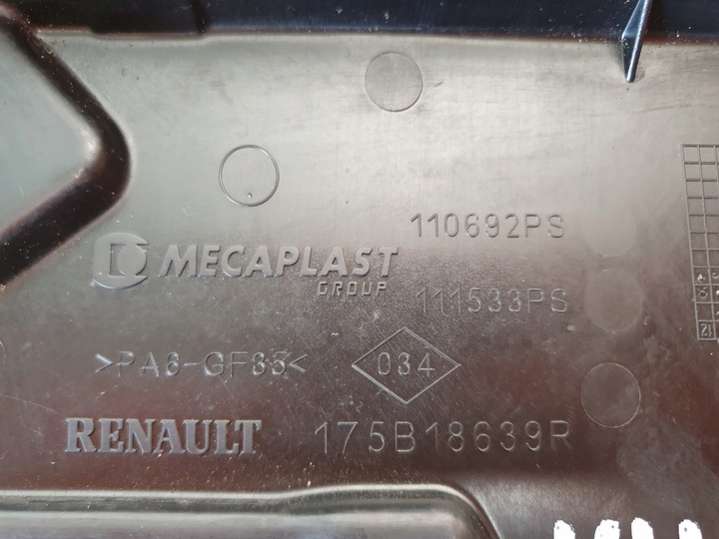 110692PS
MECAPLAST
GROUP
111533PS
>PA6-GF35<
034
RENAULT 175B18639R